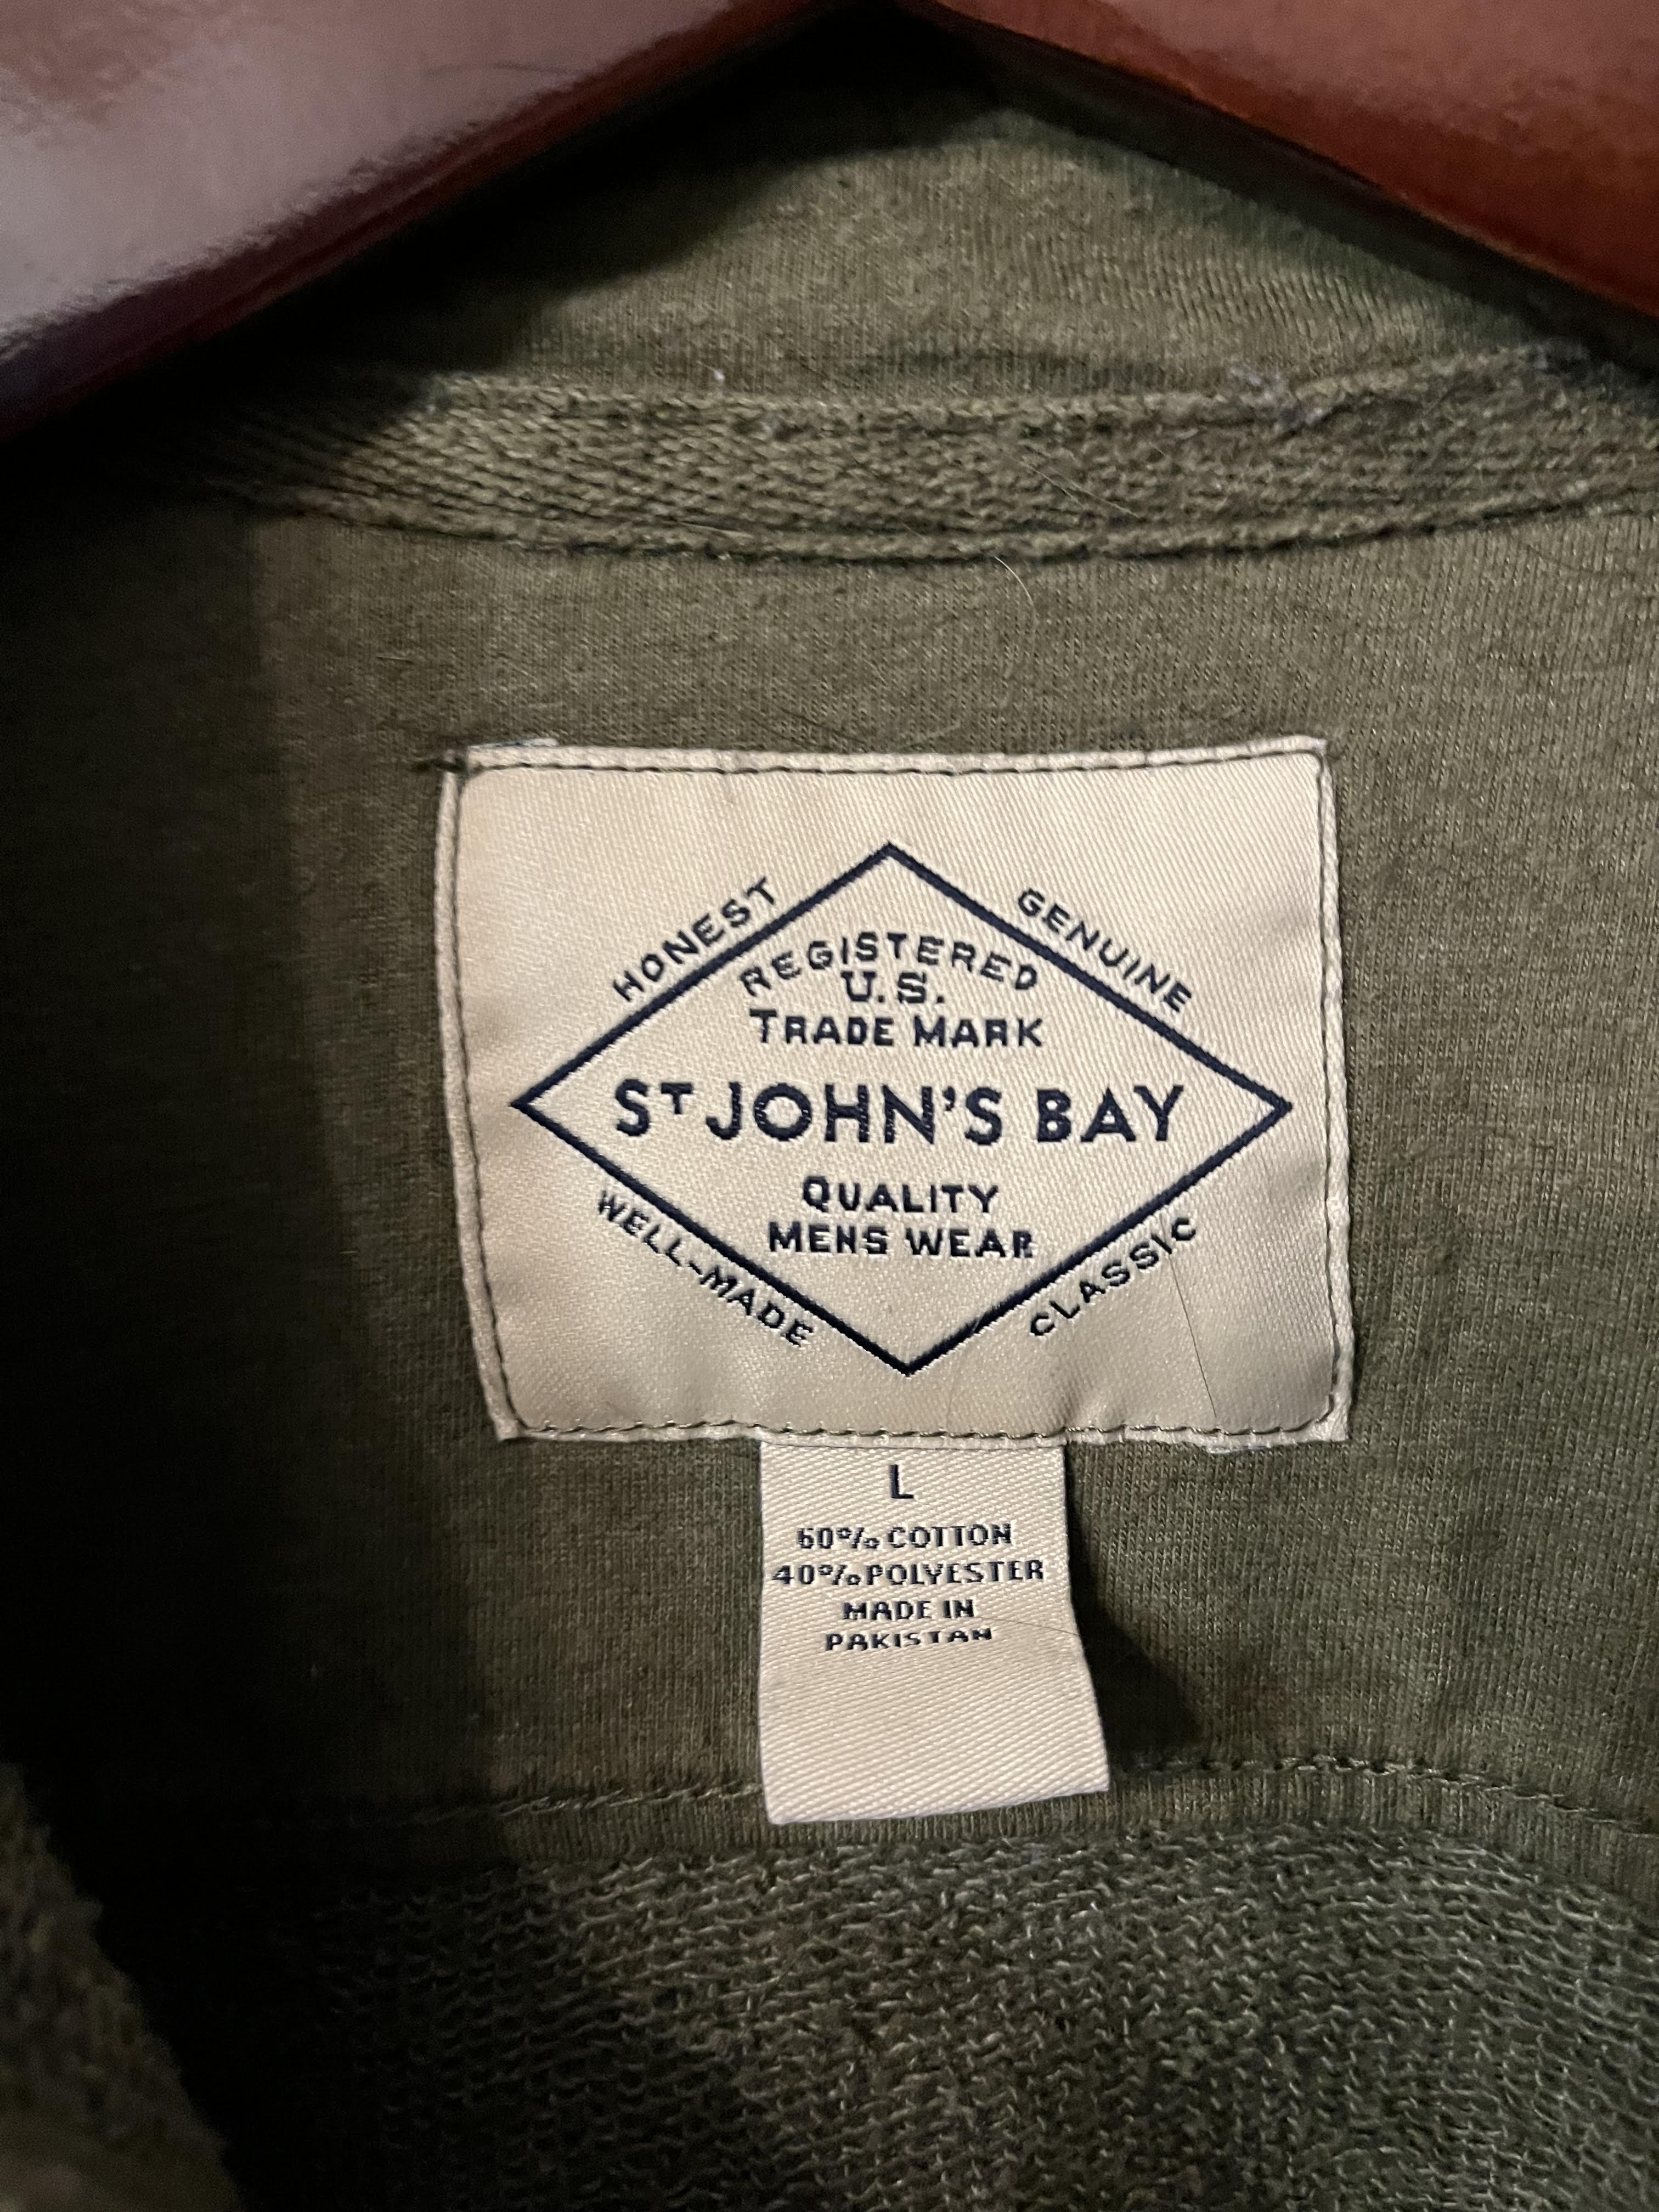 HONEST
GENUINE
REGISTERED
U.S.
TRADE MARK
ST JOHN'S BAY
QUALITY
MENS WEAR
WELL-MADE
CLASSIC
L
60% COTTON
40% POLYESTER
MADE IN
PAKISTAN